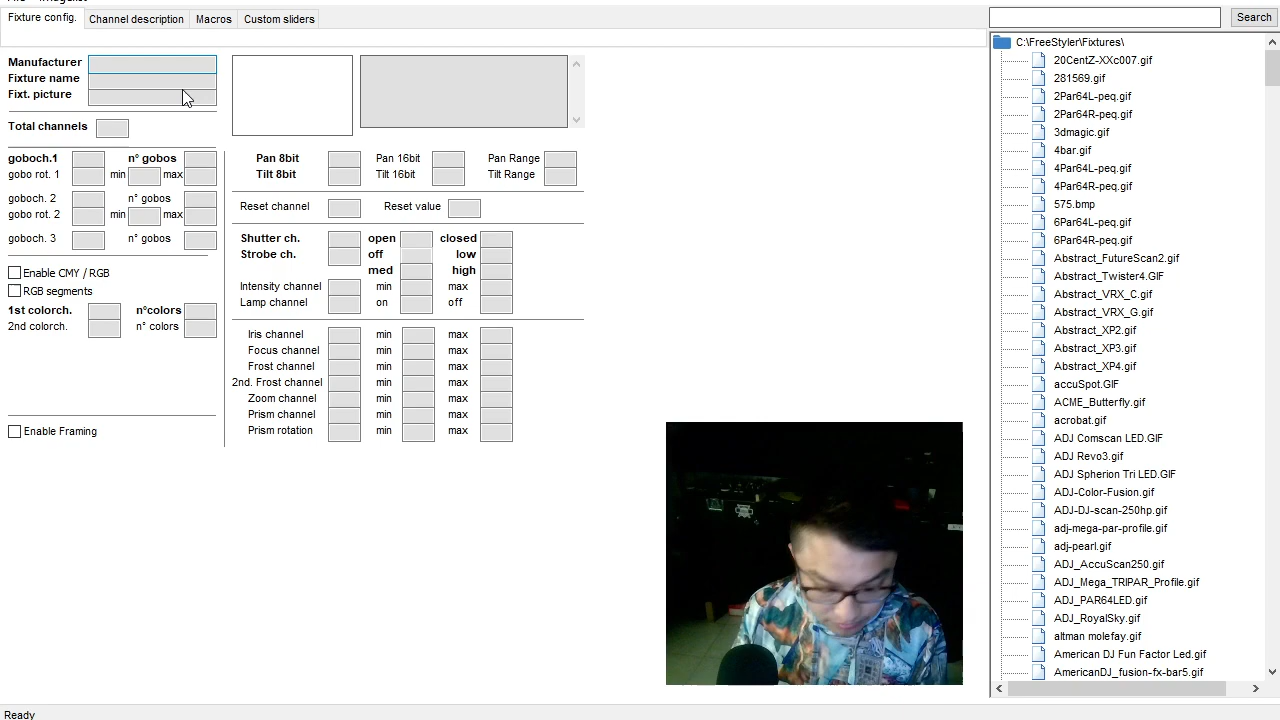 Fixture config.
Channel description
Macros
Custom sliders
Search
Manufacturer
Fixture name
Fixt. picture
Total channels
goboch.1
n° gobos
gobo rot. 1
min
max
goboch. 2
n° gobos
gobo rot. 2
min
max
goboch. 3
n° gobos
Enable CMY / RGB
RGB segments
1st colorch.
n°colors
2nd colorch.
n° colors
Enable Framing
Pan 8bit
Pan 16bit
Pan Range
Tilt 8bit
Tilt 16bit
Tilt Range
Reset channel
Reset value
Shutter ch.
open
closed
Strobe ch.
off
low
med
high
Intensity channel
min
max
Lamp channel
on
off
Iris channel
min
max
Focus channel
min
max
Frost channel
min
max
2nd. Frost channel
min
max
Zoom channel
min
max
Prism channel
min
max
Prism rotation
min
max
C:\FreeStyler\Fixtures\
20CentZ-XXc007.gif
281569.gif
2Par64L-peq.gif
2Par64R-peq.gif
3dmagic.gif
4bar.gif
4Par64L-peq.gif
4Par64R-peq.gif
575.bmp
6Par64L-peq.gif
6Par64R-peq.gif
Abstract_FutureScan2.gif
Abstract_Twister4.GIF
Abstract_VRX_C.gif
Abstract_VRX_G.gif
Abstract_XP2.gif
Abstract_XP3.gif
Abstract_XP4.gif
accuSpot.GIF
ACME_Butterfly.gif
acrobat.gif
ADJ Comscan LED.GIF
ADJ Revo3.gif
ADJ Spherion Tri LED.GIF
ADJ-Color-Fusion.gif
ADJ-DJ-scan-250hp.gif
adj-mega-par-profile.gif
adj-pearl.gif
ADJ_AccuScan250.gif
ADJ_Mega_TRIPAR_Profile.gif
ADJ_PAR64LED.gif
ADJ_RoyalSky.gif
altman molefay.gif
American DJ Fun Factor Led.gif
AmericanDJ_fusion-fx-bar5.gif
Ready